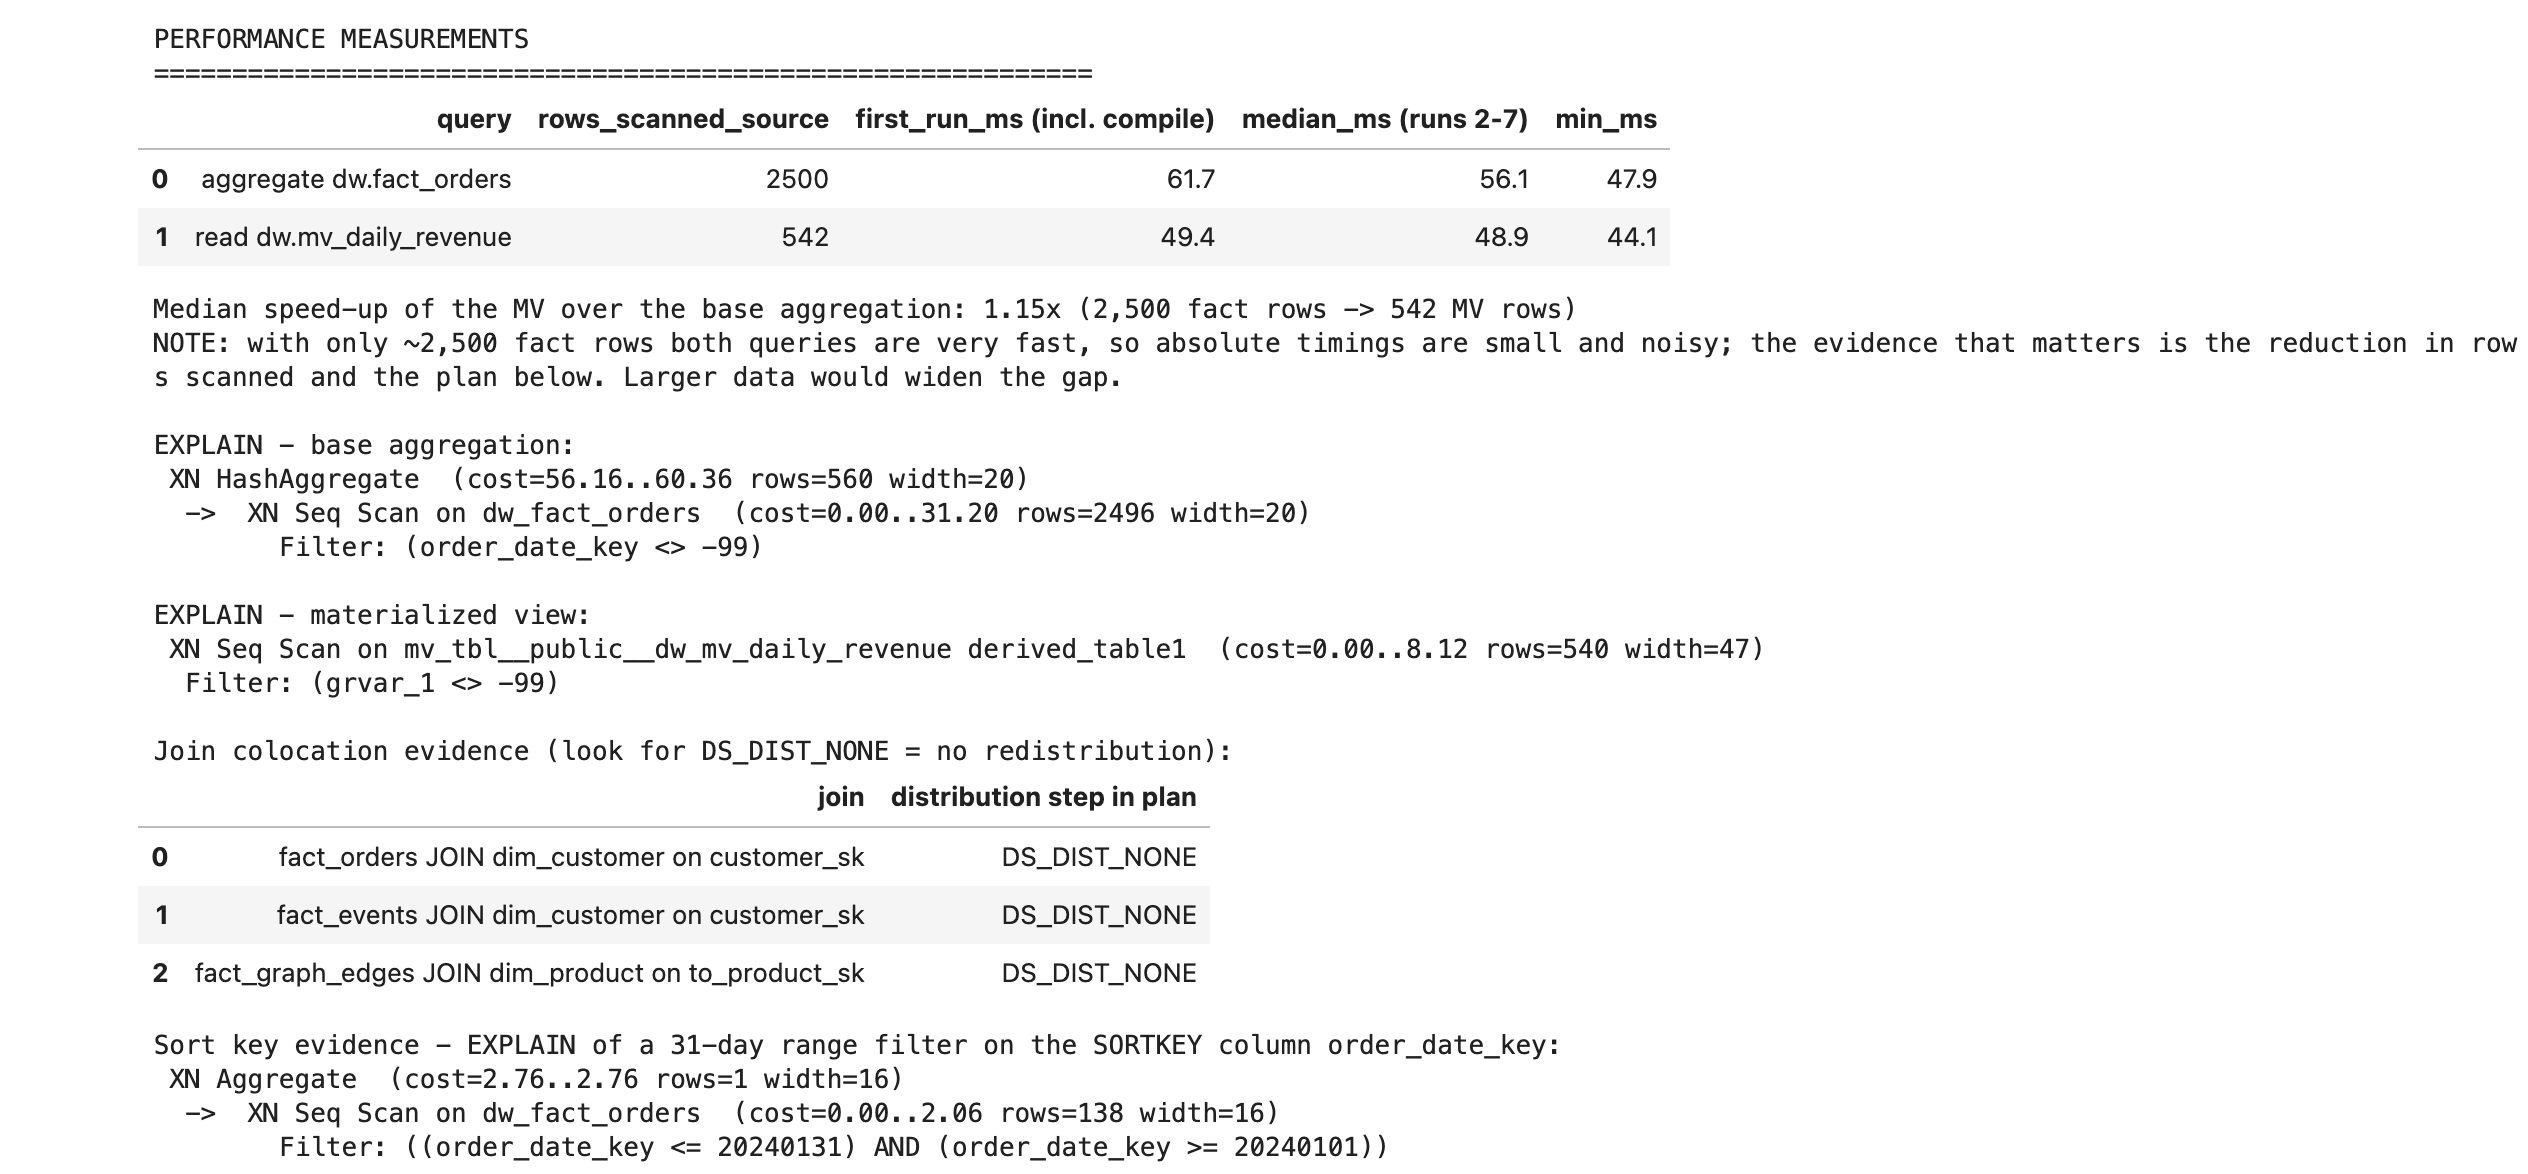 PERFORMANCE MEASUREMENTS
============================================================
query rows_scanned_source first_run_ms (incl. compile) median_ms (runs 2-7) min_ms
0 aggregate dw.fact_orders 2500 61.7 56.1 47.9
1 read dw.mv_daily_revenue 542 49.4 48.9 44.1
Median speed-up of the MV over the base aggregation: 1.15x (2,500 fact rows -> 542 MV rows)
NOTE: with only ~2,500 fact rows both queries are very fast, so absolute timings are small and noisy; the evidence that matters is the reduction in row
s scanned and the plan below. Larger data would widen the gap.
EXPLAIN - base aggregation:
XN HashAggregate  (cost=56.16..60.36 rows=560 width=20)
->  XN Seq Scan on dw_fact_orders  (cost=0.00..31.20 rows=2496 width=20)
Filter: (order_date_key <> -99)
EXPLAIN - materialized view:
XN Seq Scan on mv_tbl__public__dw_mv_daily_revenue derived_table1  (cost=0.00..8.12 rows=540 width=47)
Filter: (grvar_1 <> -99)
Join colocation evidence (look for DS_DIST_NONE = no redistribution):
join distribution step in plan
0 fact_orders JOIN dim_customer on customer_sk DS_DIST_NONE
1 fact_events JOIN dim_customer on customer_sk DS_DIST_NONE
2 fact_graph_edges JOIN dim_product on to_product_sk DS_DIST_NONE
Sort key evidence - EXPLAIN of a 31-day range filter on the SORTKEY column order_date_key:
XN Aggregate  (cost=2.76..2.76 rows=1 width=16)
->  XN Seq Scan on dw_fact_orders  (cost=0.00..2.06 rows=138 width=16)
Filter: ((order_date_key <= 20240131) AND (order_date_key >= 20240101))